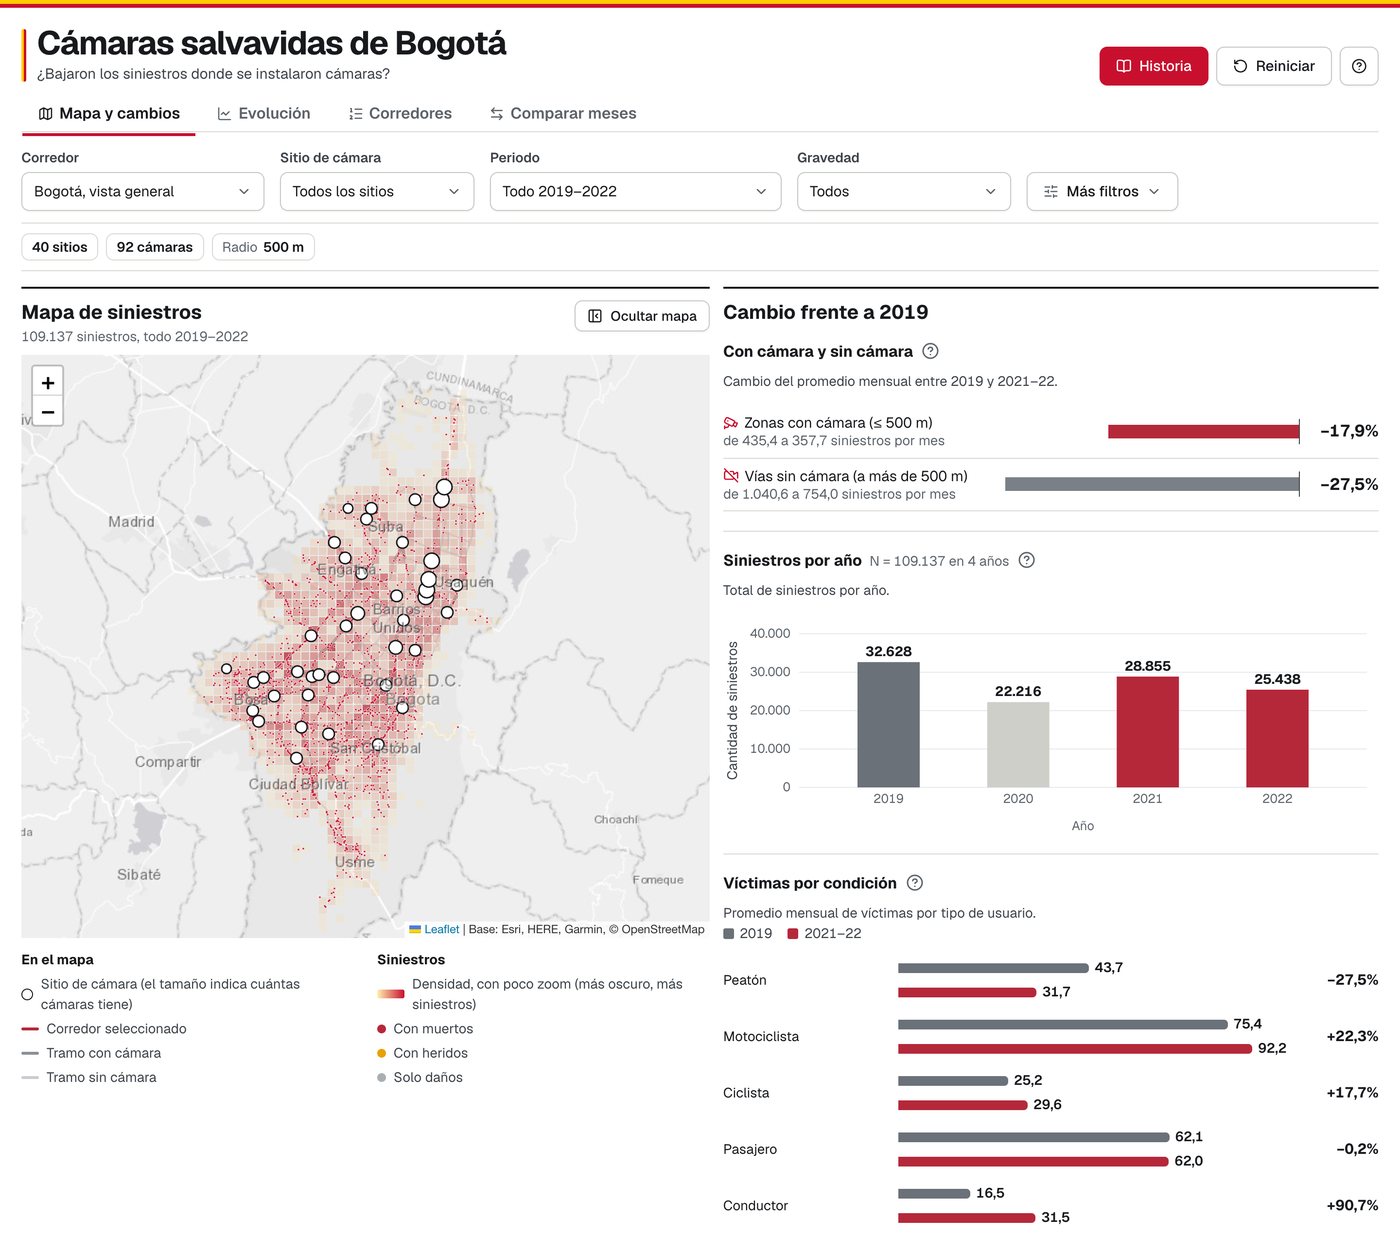 Cámaras salvavidas de Bogotá
¿Bajaron los siniestros donde se instalaron cámaras?
Historia
Reiniciar
Mapa y cambios
Evolución
Corredores
Comparar meses
Corredor
Sitio de cámara
Periodo
Gravedad
Bogotá, vista general
Todos los sitios
Todo 2019–2022
Todos
Más filtros
40 sitios
92 cámaras
Radio 500 m
Mapa de siniestros
109.137 siniestros, todo 2019–2022
Ocultar mapa
+
−
CUNDINAMARCA
BOGOTÁ, D.C.
Madrid
Suba
Engativá
Usaquén
Barrios
Unidos
Bogotá, D.C.
Bogota
Bosa
San Cristóbal
Compartir
Ciudad Bolívar
Choachí
da
Usme
Sibaté
Fomeque
Leaflet | Base: Esri, HERE, Garmin, © OpenStreetMap
En el mapa
Sitio de cámara (el tamaño indica cuántas
cámaras tiene)
Corredor seleccionado
Tramo con cámara
Tramo sin cámara
Siniestros
Densidad, con poco zoom (más oscuro, más
siniestros)
Con muertos
Con heridos
Solo daños
Cambio frente a 2019
Con cámara y sin cámara
Cambio del promedio mensual entre 2019 y 2021–22.
Zonas con cámara (≤ 500 m)
de 435,4 a 357,7 siniestros por mes
−17,9%
Vías sin cámara (a más de 500 m)
de 1.040,6 a 754,0 siniestros por mes
−27,5%
Siniestros por año N = 109.137 en 4 años
Total de siniestros por año.
Cantidad de siniestros
40.000
30.000
20.000
10.000
0
32.628
22.216
28.855
25.438
2019
2020
2021
2022
Año
Víctimas por condición
Promedio mensual de víctimas por tipo de usuario.
2019
2021–22
Peatón
43,7
31,7
−27,5%
Motociclista
75,4
92,2
+22,3%
Ciclista
25,2
29,6
+17,7%
Pasajero
62,1
62,0
−0,2%
Conductor
16,5
31,5
+90,7%